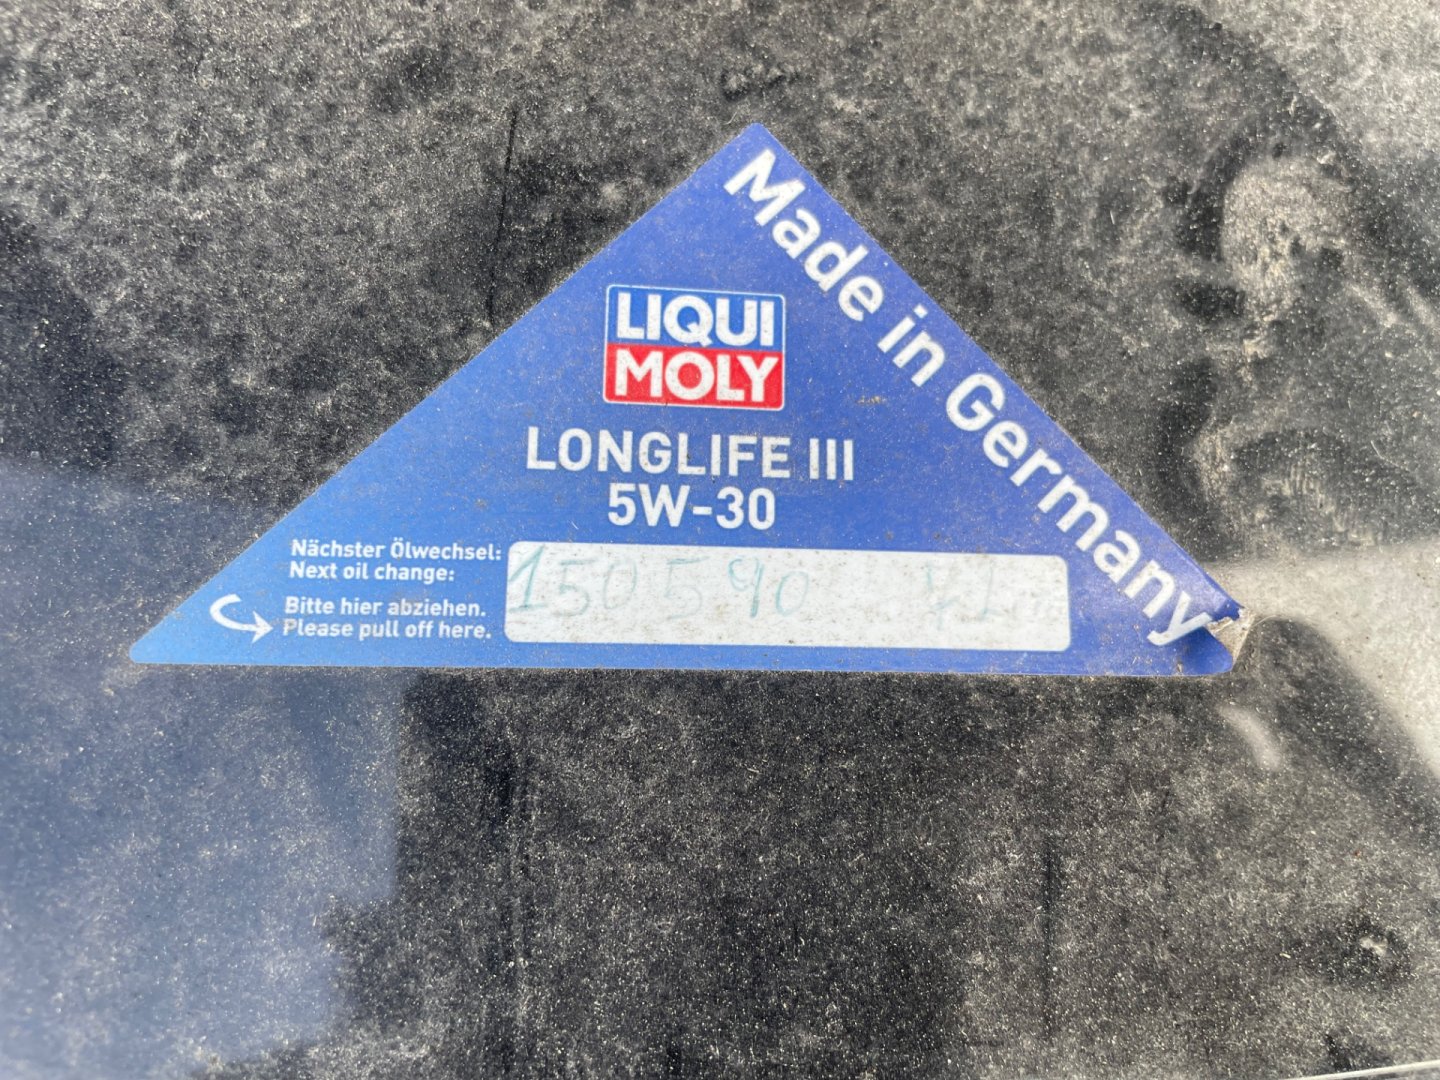 Made in Germany
LIQUI
MOLY
LONGLIFE III
5W-30
Nächster Ölwechsel:
Next oil change:
150590
Bitte hier abziehen.
Please pull off here.